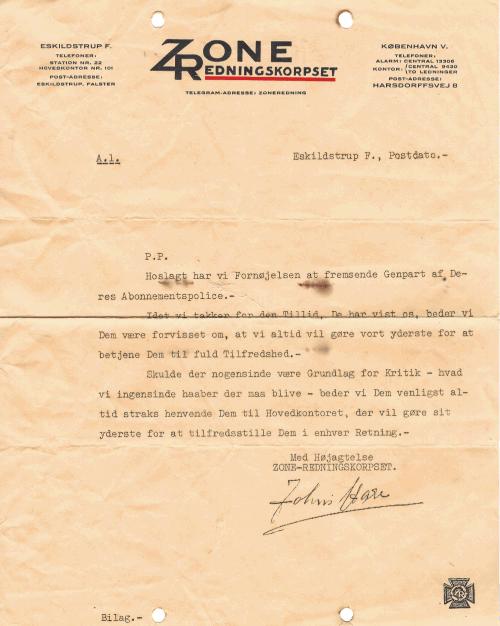 ESKILDSTRUP F.
TELEFONER:
STATION NR. 22
HOVEDKONTOR NR. 101
POST-ADRESSE:
ESKILDSTRUP, FALSTER
ZONE
REDNINGSKORPSET
TELEGRAM-ADRESSE: ZONEREDNING
KØBENHAVN V.
TELEFONER:
ALARM: CENTRAL 13306
KONTOR: CENTRAL 9430
TO LEDNINGER
POST-ADRESSE:
HARSDORFFSVEJ 8
A.1.
Eskildstrup F., Postdato.-
P.P.
Hoslagt har vi Fornøjelsen at fremsende Genpart af De-
res Abonnementspolice.-
Idet vi takker for den Tillid, De har vist os, beder vi
Dem være forvisset om, at vi altid vil gøre vort yderste for at
betjene Dem til fuld Tilfredshed.-
Skulde der nogensinde være Grundlag for Kritik - hvad
vi ingensinde haaber der maa blive - beder vi Dem venligst al-
tid straks henvende Dem til Hovedkontoret, der vil gøre sit
yderste for at tilfredsstille Dem i enhver Retning.-
Med Højagtelse
ZONE-REDNINGSKORPSET.
Bilag.-